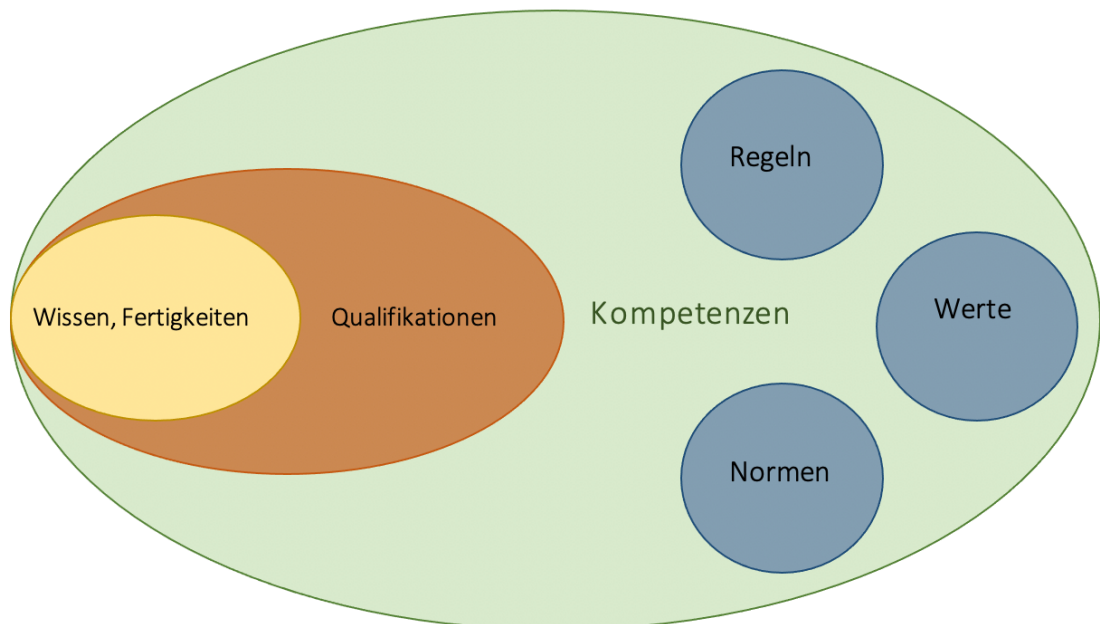 Regeln
Wissen, Fertigkeiten
Qualifikationen
Kompetenzen
Werte
Normen